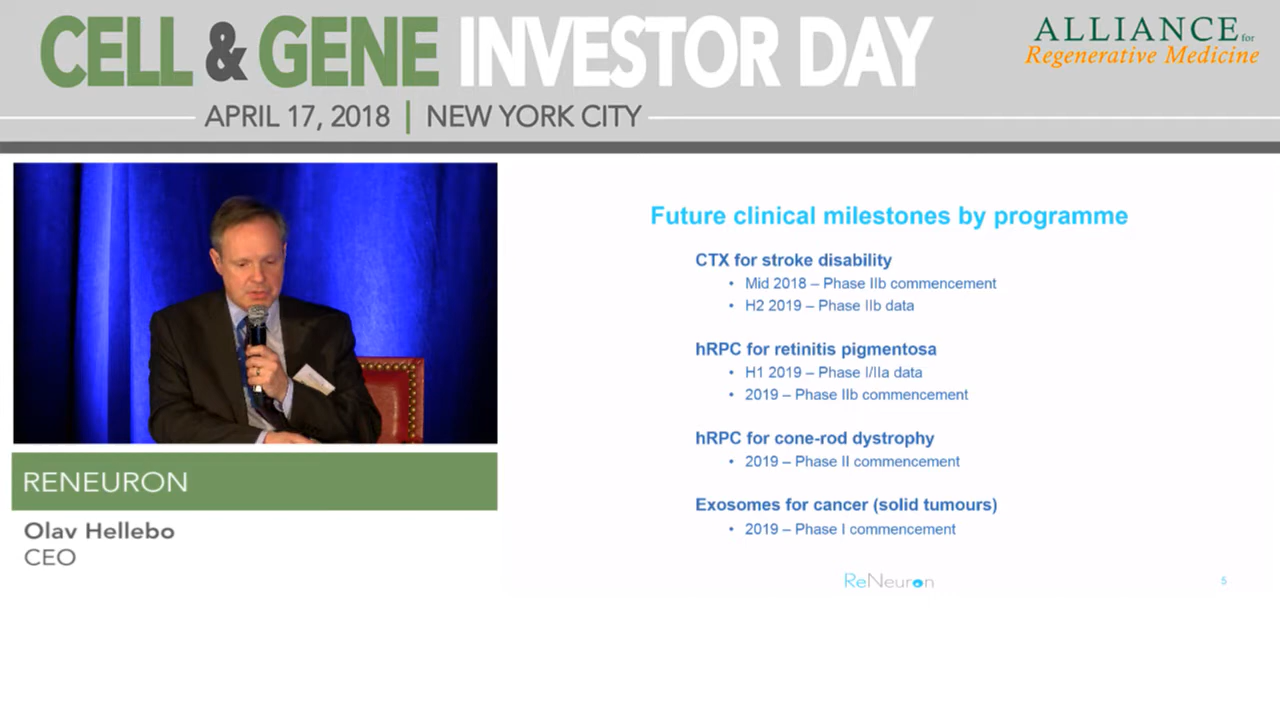 CELL & GENE INVESTOR DAY
APRIL 17, 2018 | NEW YORK CITY
ALLIANCE for
Regenerative Medicine
RENEURON
Olav Hellebo
CEO
Future clinical milestones by programme
CTX for stroke disability
• Mid 2018 – Phase IIb commencement
• H2 2019 – Phase IIb data
hRPC for retinitis pigmentosa
• H1 2019 – Phase I/IIa data
• 2019 – Phase IIb commencement
hRPC for cone-rod dystrophy
• 2019 – Phase II commencement
Exosomes for cancer (solid tumours)
• 2019 – Phase I commencement
ReNeuron
5